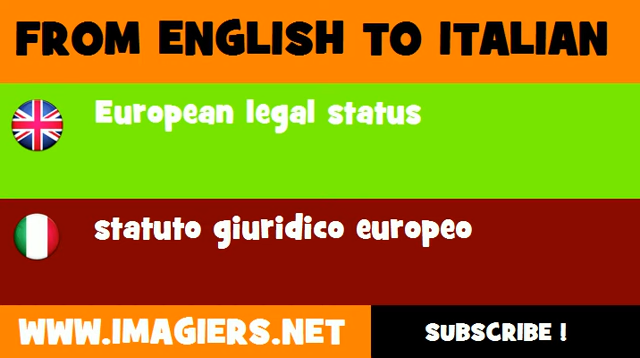 FROM ENGLISH TO ITALIAN
European legal status
statuto giuridico europeo
WWW.IMAGIERS.NET
SUBSCRIBE !